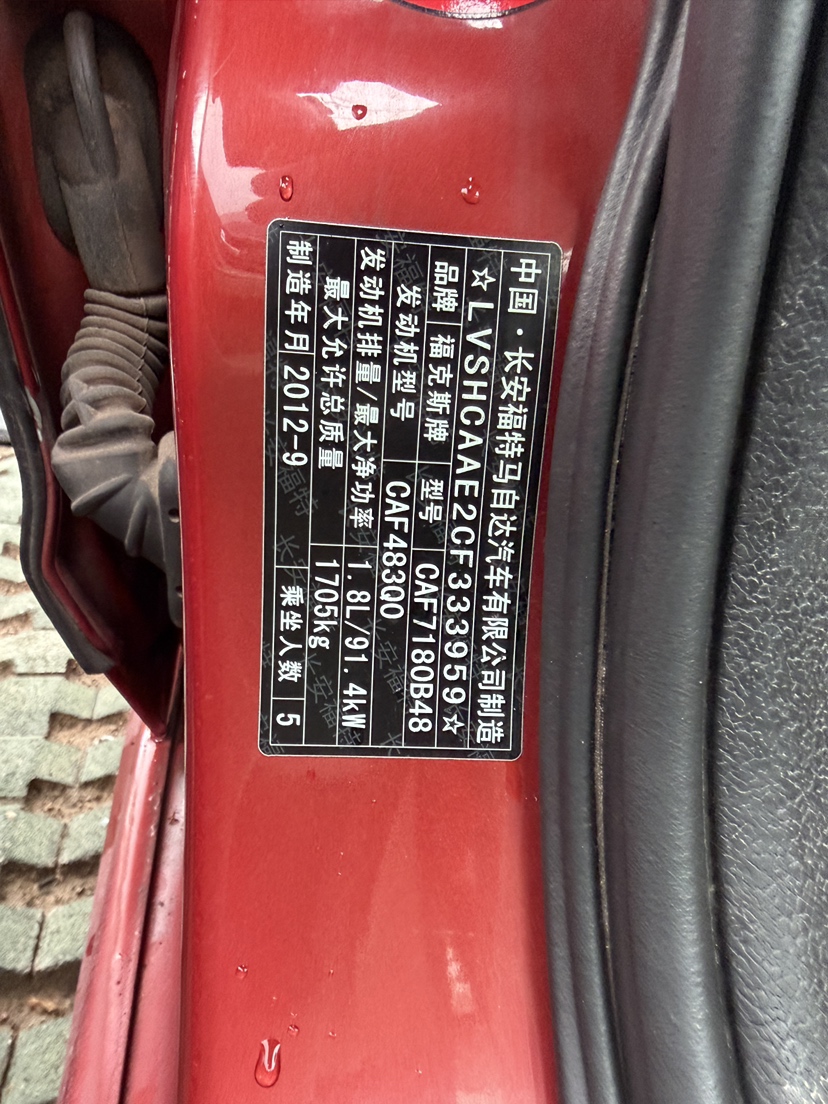 中国·长安福特马自达汽车有限公司制造
☆LVSHCAAE2CF333959☆
品牌 福克斯牌 型号 CAF7180B48
发动机型号 CAF483Q0
发动机排量/最大净功率 1.8L/91.4kW
最大允许总质量 1705kg
制造年月 2012-9 乘坐人数 5